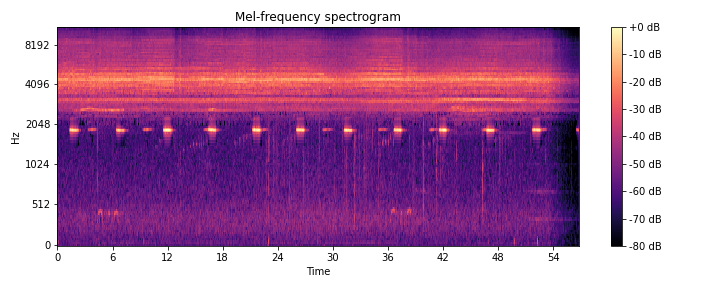 Mel-frequency spectrogram
Hz
8192
4096
2048
1024
512
0
0 6 12 18 24 30 36 42 48 54
Time
+0 dB
-10 dB
-20 dB
-30 dB
-40 dB
-50 dB
-60 dB
-70 dB
-80 dB